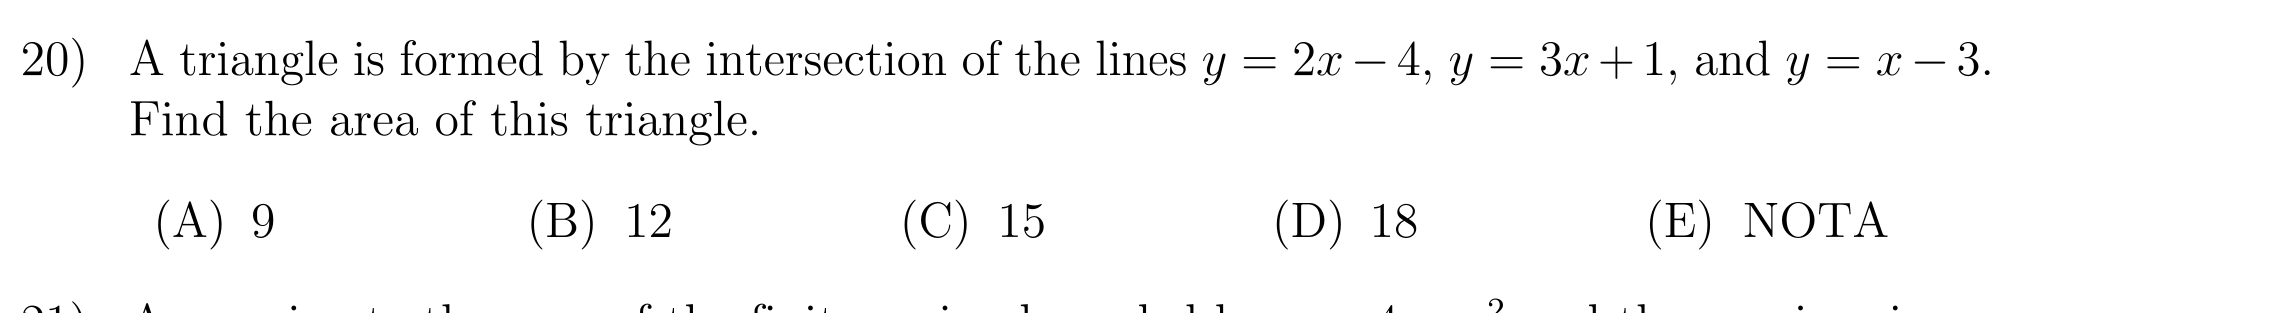 20) A triangle is formed by the intersection of the lines y = 2x − 4, y = 3x + 1, and y = x − 3.
Find the area of this triangle.
(A) 9 (B) 12 (C) 15 (D) 18 (E) NOTA